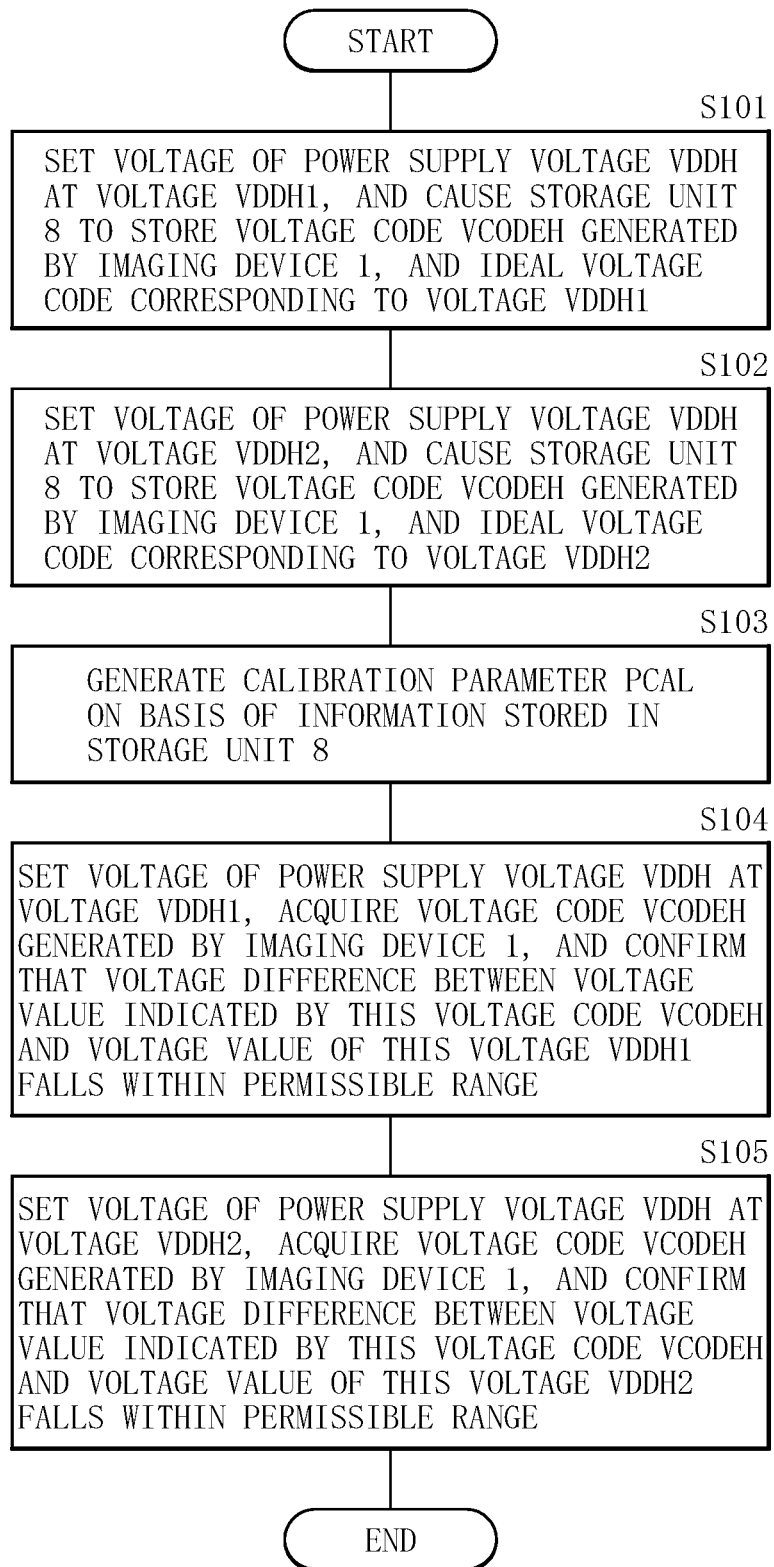 START
S101
SET VOLTAGE OF POWER SUPPLY VOLTAGE VDDH
AT VOLTAGE VDDH1, AND CAUSE STORAGE UNIT
8 TO STORE VOLTAGE CODE VCODEH GENERATED
BY IMAGING DEVICE 1, AND IDEAL VOLTAGE
CODE CORRESPONDING TO VOLTAGE VDDH1
S102
SET VOLTAGE OF POWER SUPPLY VOLTAGE VDDH
AT VOLTAGE VDDH2, AND CAUSE STORAGE UNIT
8 TO STORE VOLTAGE CODE VCODEH GENERATED
BY IMAGING DEVICE 1, AND IDEAL VOLTAGE
CODE CORRESPONDING TO VOLTAGE VDDH2
S103
GENERATE CALIBRATION PARAMETER PCAL
ON BASIS OF INFORMATION STORED IN
STORAGE UNIT 8
S104
SET VOLTAGE OF POWER SUPPLY VOLTAGE VDDH AT
VOLTAGE VDDH1, ACQUIRE VOLTAGE CODE VCODEH
GENERATED BY IMAGING DEVICE 1, AND CONFIRM
THAT VOLTAGE DIFFERENCE BETWEEN VOLTAGE
VALUE INDICATED BY THIS VOLTAGE CODE VCODEH
AND VOLTAGE VALUE OF THIS VOLTAGE VDDH1
FALLS WITHIN PERMISSIBLE RANGE
S105
SET VOLTAGE OF POWER SUPPLY VOLTAGE VDDH AT
VOLTAGE VDDH2, ACQUIRE VOLTAGE CODE VCODEH
GENERATED BY IMAGING DEVICE 1, AND CONFIRM
THAT VOLTAGE DIFFERENCE BETWEEN VOLTAGE
VALUE INDICATED BY THIS VOLTAGE CODE VCODEH
AND VOLTAGE VALUE OF THIS VOLTAGE VDDH2
FALLS WITHIN PERMISSIBLE RANGE
END